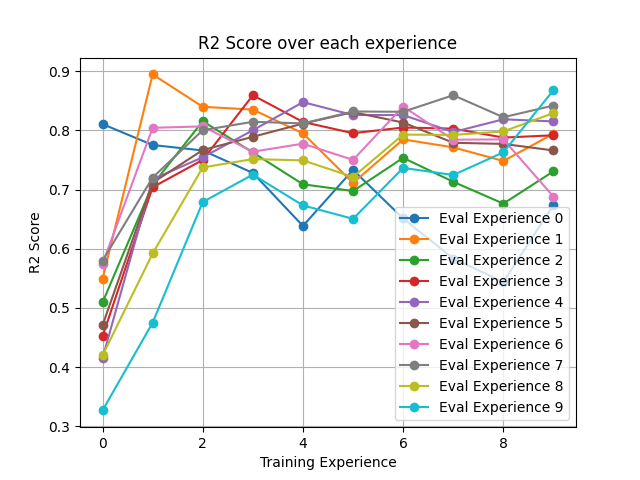 R2 Score over each experience
0.9
0.8
0.7
0.6
0.5
0.4
0.3
R2 Score
0 2 4 6 8
Training Experience
Eval Experience 0
Eval Experience 1
Eval Experience 2
Eval Experience 3
Eval Experience 4
Eval Experience 5
Eval Experience 6
Eval Experience 7
Eval Experience 8
Eval Experience 9